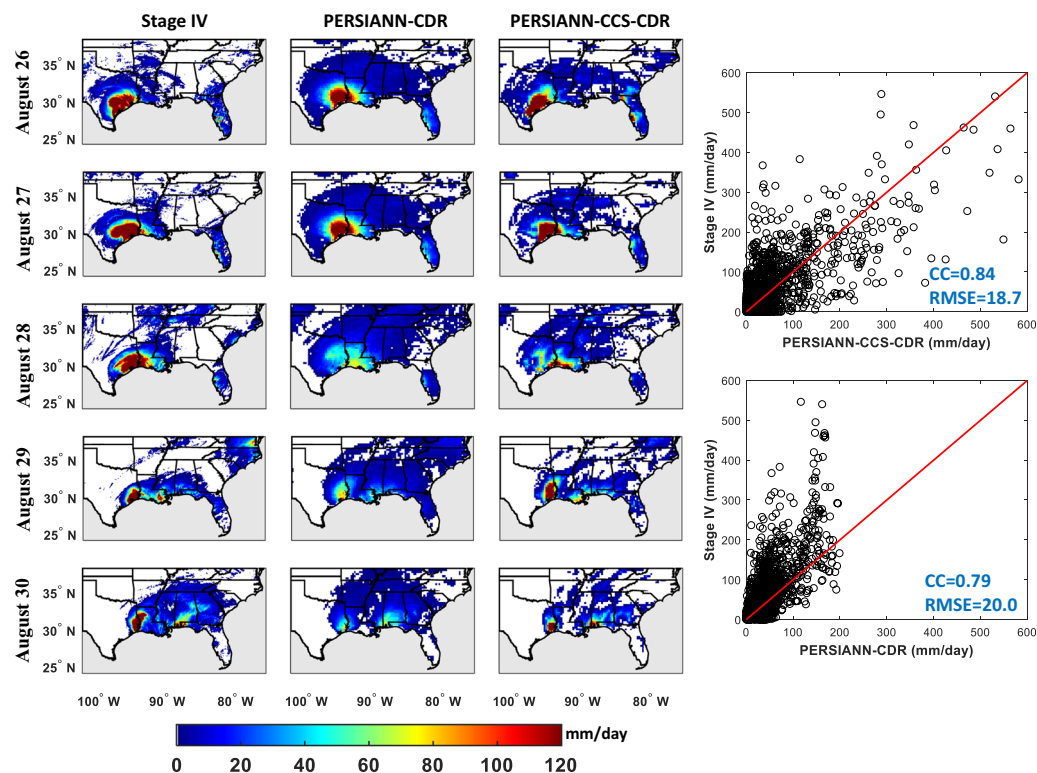 Stage IV PERSIANN-CDR PERSIANN-CCS-CDR
August 26
35° N
30° N
25° N
August 27
35° N
30° N
25° N
August 28
35° N
30° N
25° N
August 29
35° N
30° N
25° N
August 30
35° N
30° N
25° N
100° W 90° W 80° W 100° W 90° W 80° W 100° W 90° W 80° W
mm/day
0 20 40 60 80 100 120
Stage IV (mm/day)
600
500
400
300
200
100
0
CC=0.84
RMSE=18.7
0 100 200 300 400 500 600
PERSIANN-CCS-CDR (mm/day)
Stage IV (mm/day)
600
500
400
300
200
100
0
CC=0.79
RMSE=20.0
0 100 200 300 400 500 600
PERSIANN-CDR (mm/day)